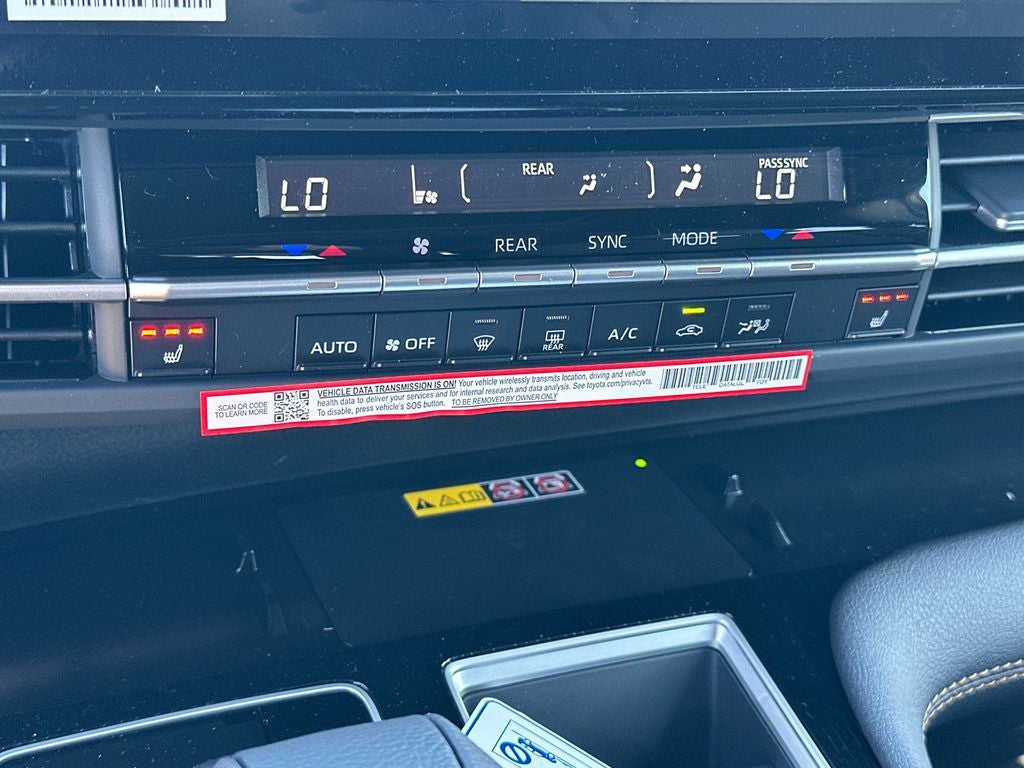 REAR
PASS SYNC
LO
LO
REAR
SYNC
MODE
AUTO
OFF
REAR
A/C
SCAN QR CODE
TO LEARN MORE
VEHICLE DATA TRANSMISSION IS ON! Your vehicle wirelessly transmits location, driving and vehicle
health data to deliver your services and for internal research and data analysis. See toyota.com/privacyvts.
To disable, press vehicle's SOS button. TO BE REMOVED BY OWNER ONLY
TELE DATALGL TOY